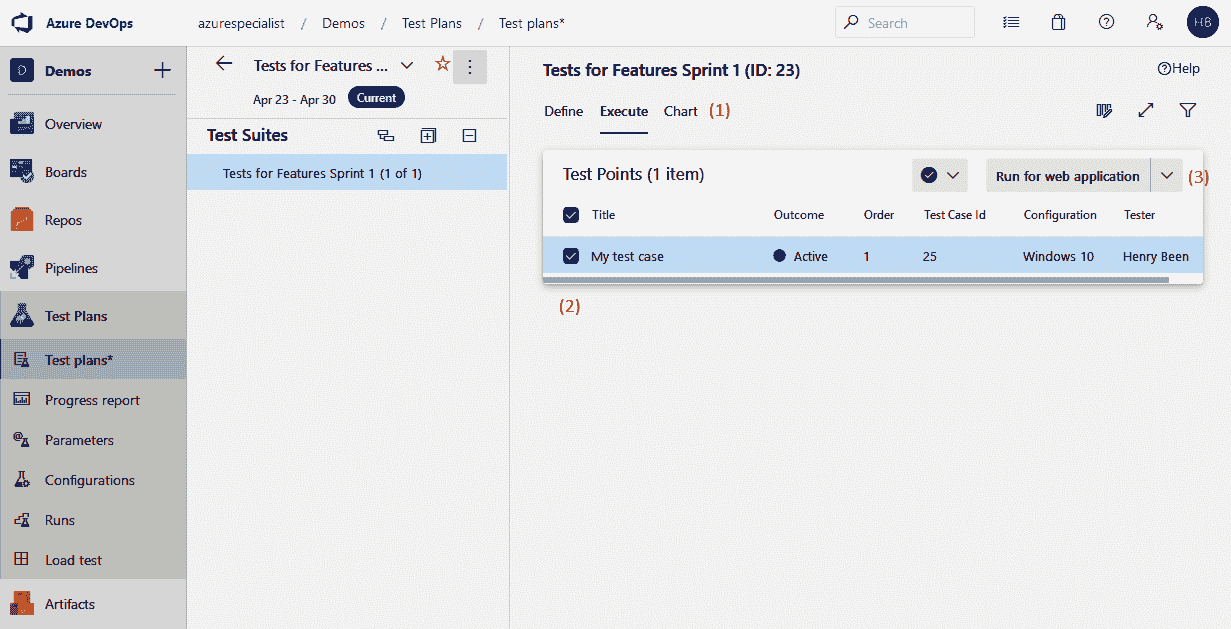 Azure DevOps
azurespecialist / Demos / Test Plans / Test plans*
Search
HB
D Demos
Overview
Boards
Repos
Pipelines
Test Plans
Test plans*
Progress report
Parameters
Configurations
Runs
Load test
Artifacts
Tests for Features ...
Apr 23 - Apr 30 Current
Test Suites
Tests for Features Sprint 1 (1 of 1)
Tests for Features Sprint 1 (ID: 23)
Help
Define Execute Chart (1)
Test Points (1 item)
Run for web application (3)
Title Outcome Order Test Case Id Configuration Tester
My test case Active 1 25 Windows 10 Henry Been
(2)